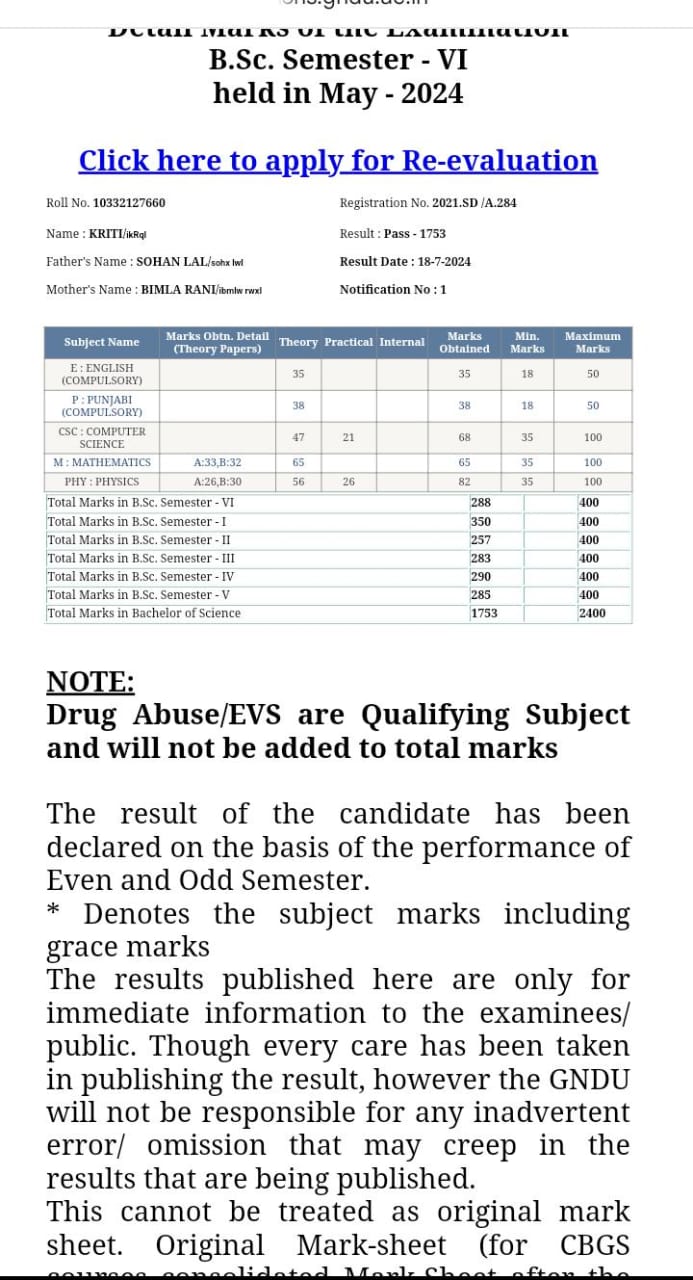 Detail Marks of the Examination
B.Sc. Semester - VI
held in May - 2024
Click here to apply for Re-evaluation
Roll No. 10332127660 Registration No. 2021.SD /A.284
Name : KRITI/ikRqI Result : Pass - 1753
Father's Name : SOHAN LAL/sohx lwl Result Date : 18-7-2024
Mother's Name : BIMLA RANI/ibmlw rwxI Notification No : 1
Subject Name Marks Obtn. Detail (Theory Papers) Theory Practical Internal Marks Obtained Min. Marks Maximum Marks
E : ENGLISH (COMPULSORY) 35 35 18 50
P : PUNJABI (COMPULSORY) 38 38 18 50
CSC : COMPUTER SCIENCE 47 21 68 35 100
M : MATHEMATICS A:33,B:32 65 65 35 100
PHY : PHYSICS A:26,B:30 56 26 82 35 100
Total Marks in B.Sc. Semester - VI 288 400
Total Marks in B.Sc. Semester - I 350 400
Total Marks in B.Sc. Semester - II 257 400
Total Marks in B.Sc. Semester - III 283 400
Total Marks in B.Sc. Semester - IV 290 400
Total Marks in B.Sc. Semester - V 285 400
Total Marks in Bachelor of Science 1753 2400
NOTE:
Drug Abuse/EVS are Qualifying Subject
and will not be added to total marks
The result of the candidate has been
declared on the basis of the performance of
Even and Odd Semester.
* Denotes the subject marks including
grace marks
The results published here are only for
immediate information to the examinees/
public. Though every care has been taken
in publishing the result, however the GNDU
will not be responsible for any inadvertent
error/ omission that may creep in the
results that are being published.
This cannot be treated as original mark
sheet. Original Mark-sheet (for CBGS
courses consolidated Mark Sheet after the